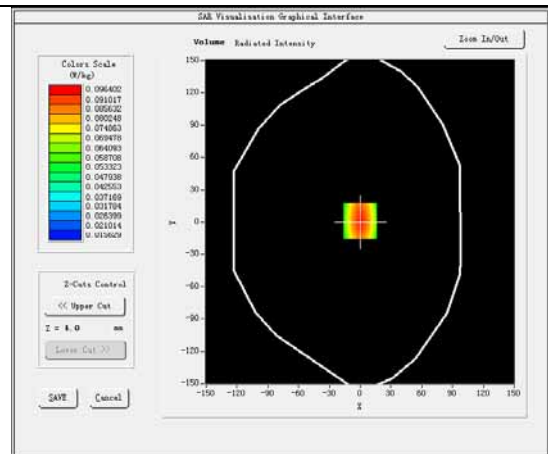 SAR Visualisation Graphical Interface
Volume Radiated Intensity
Zoom In/Out
Colors Scale
(W/kg)
0.096402
0.091017
0.085632
0.080248
0.074863
0.069478
0.064093
0.058708
0.053323
0.047938
0.042553
0.037169
0.031784
0.026399
0.021014
0.015629
Z-Cuts Control
<< Upper Cut
Z = 4.0 mm
Lower Cut >>
SAVE
Cancel
150
120
90
60
30
0
-30
-60
-90
-120
-150
Y
-150 -120 -90 -60 -30 0 30 60 90 120 150
X